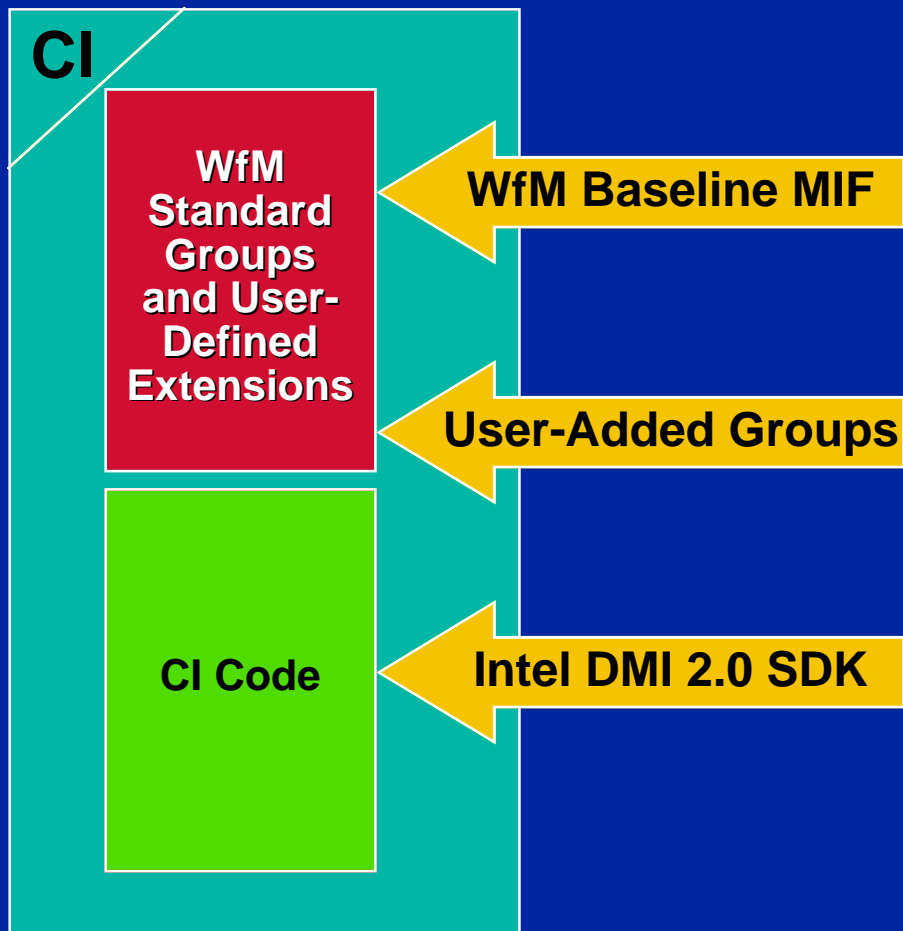 CI
WfM
Standard
Groups
and User-
Defined
Extensions
WfM Baseline MIF
User-Added Groups
CI Code
Intel DMI 2.0 SDK